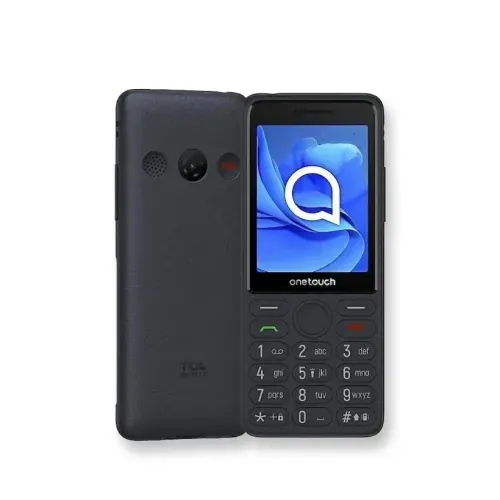 TCL
onetouch
1 2 abc 3 def
4 ghi 5 jkl 6 mno
7 pqrs 8 tuv 9 wxyz
* + 0 #